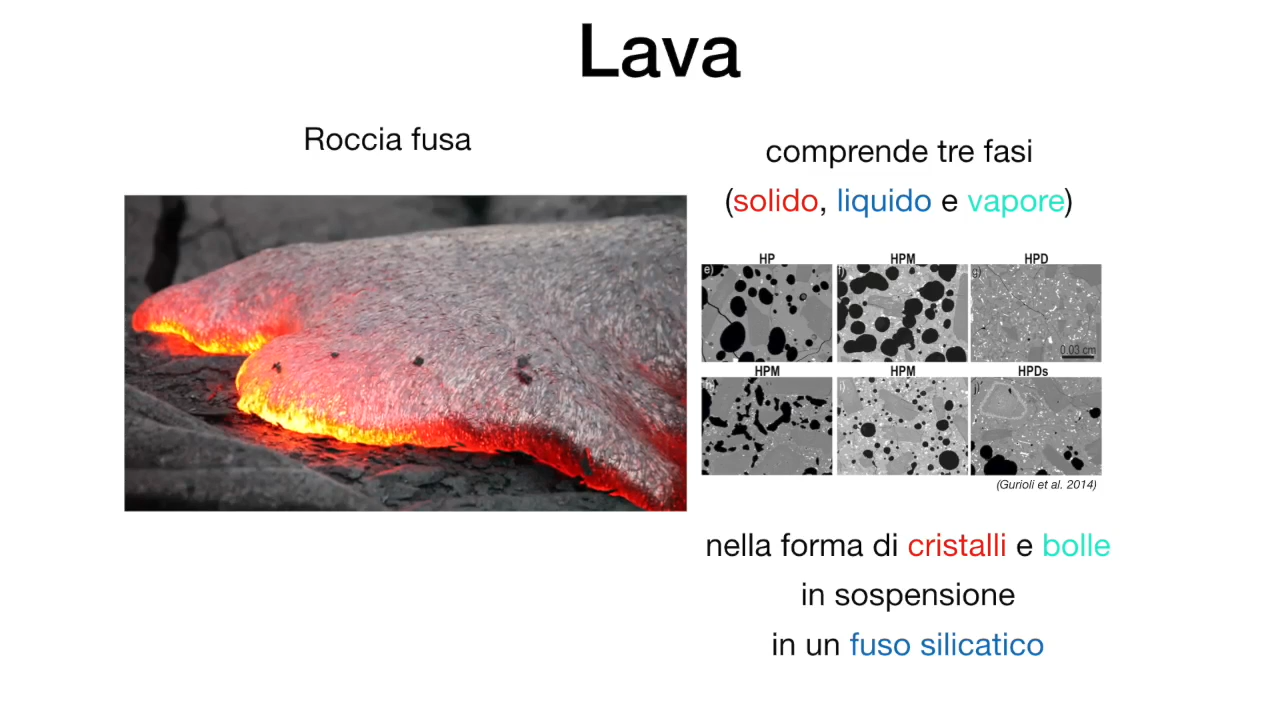 Lava
Roccia fusa
comprende tre fasi
(solido, liquido e vapore)
HP
HPM
HPD
e)
g)
0.03 cm
HPM
HPM
HPDs
i)
j)
(Gurioli et al. 2014)
nella forma di cristalli e bolle
in sospensione
in un fuso silicatico